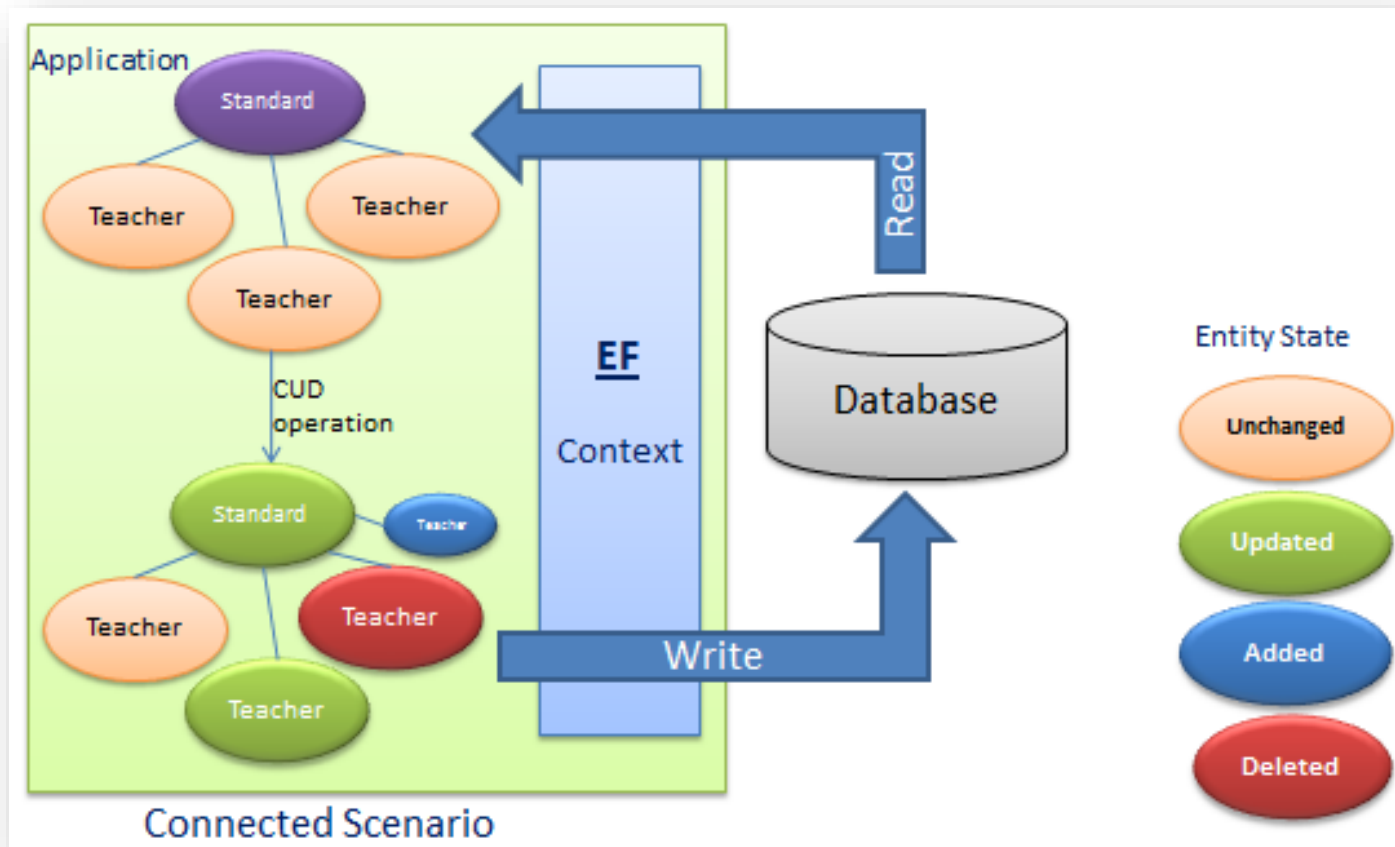 Application
Standard
Teacher
Teacher
Teacher
CUD
operation
Standard
Teacher
Teacher
Teacher
Teacher
EF
Context
Read
Database
Write
Entity State
Unchanged
Updated
Added
Deleted
Connected Scenario